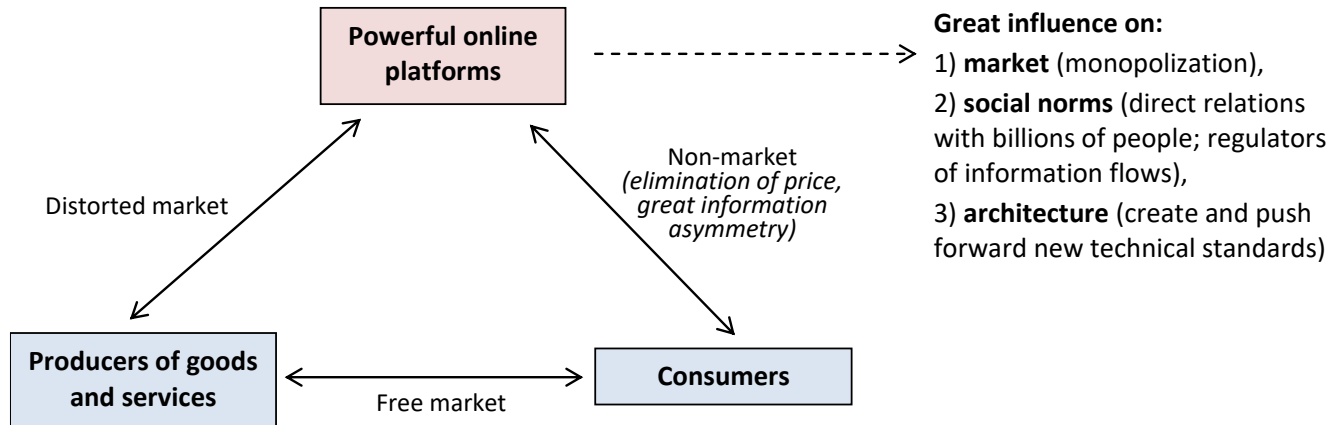 Powerful online
platforms
Great influence on:
1) market (monopolization),
2) social norms (direct relations
with billions of people; regulators
of information flows),
3) architecture (create and push
forward new technical standards)
Distorted market
Non-market
(elimination of price,
great information
asymmetry)
Producers of goods
and services
Free market
Consumers